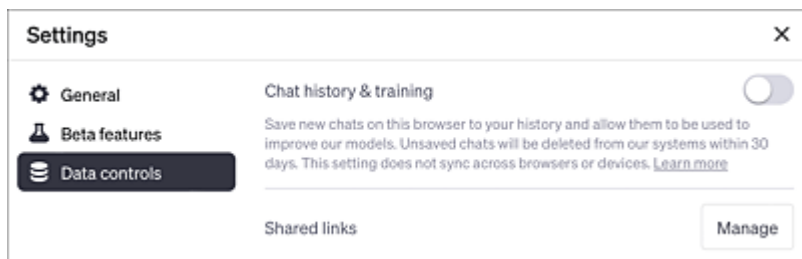 Settings
General
Beta features
Data controls
Chat history & training
Save new chats on this browser to your history and allow them to be used to
improve our models. Unsaved chats will be deleted from our systems within 30
days. This setting does not sync across browsers or devices. Learn more
Shared links
Manage